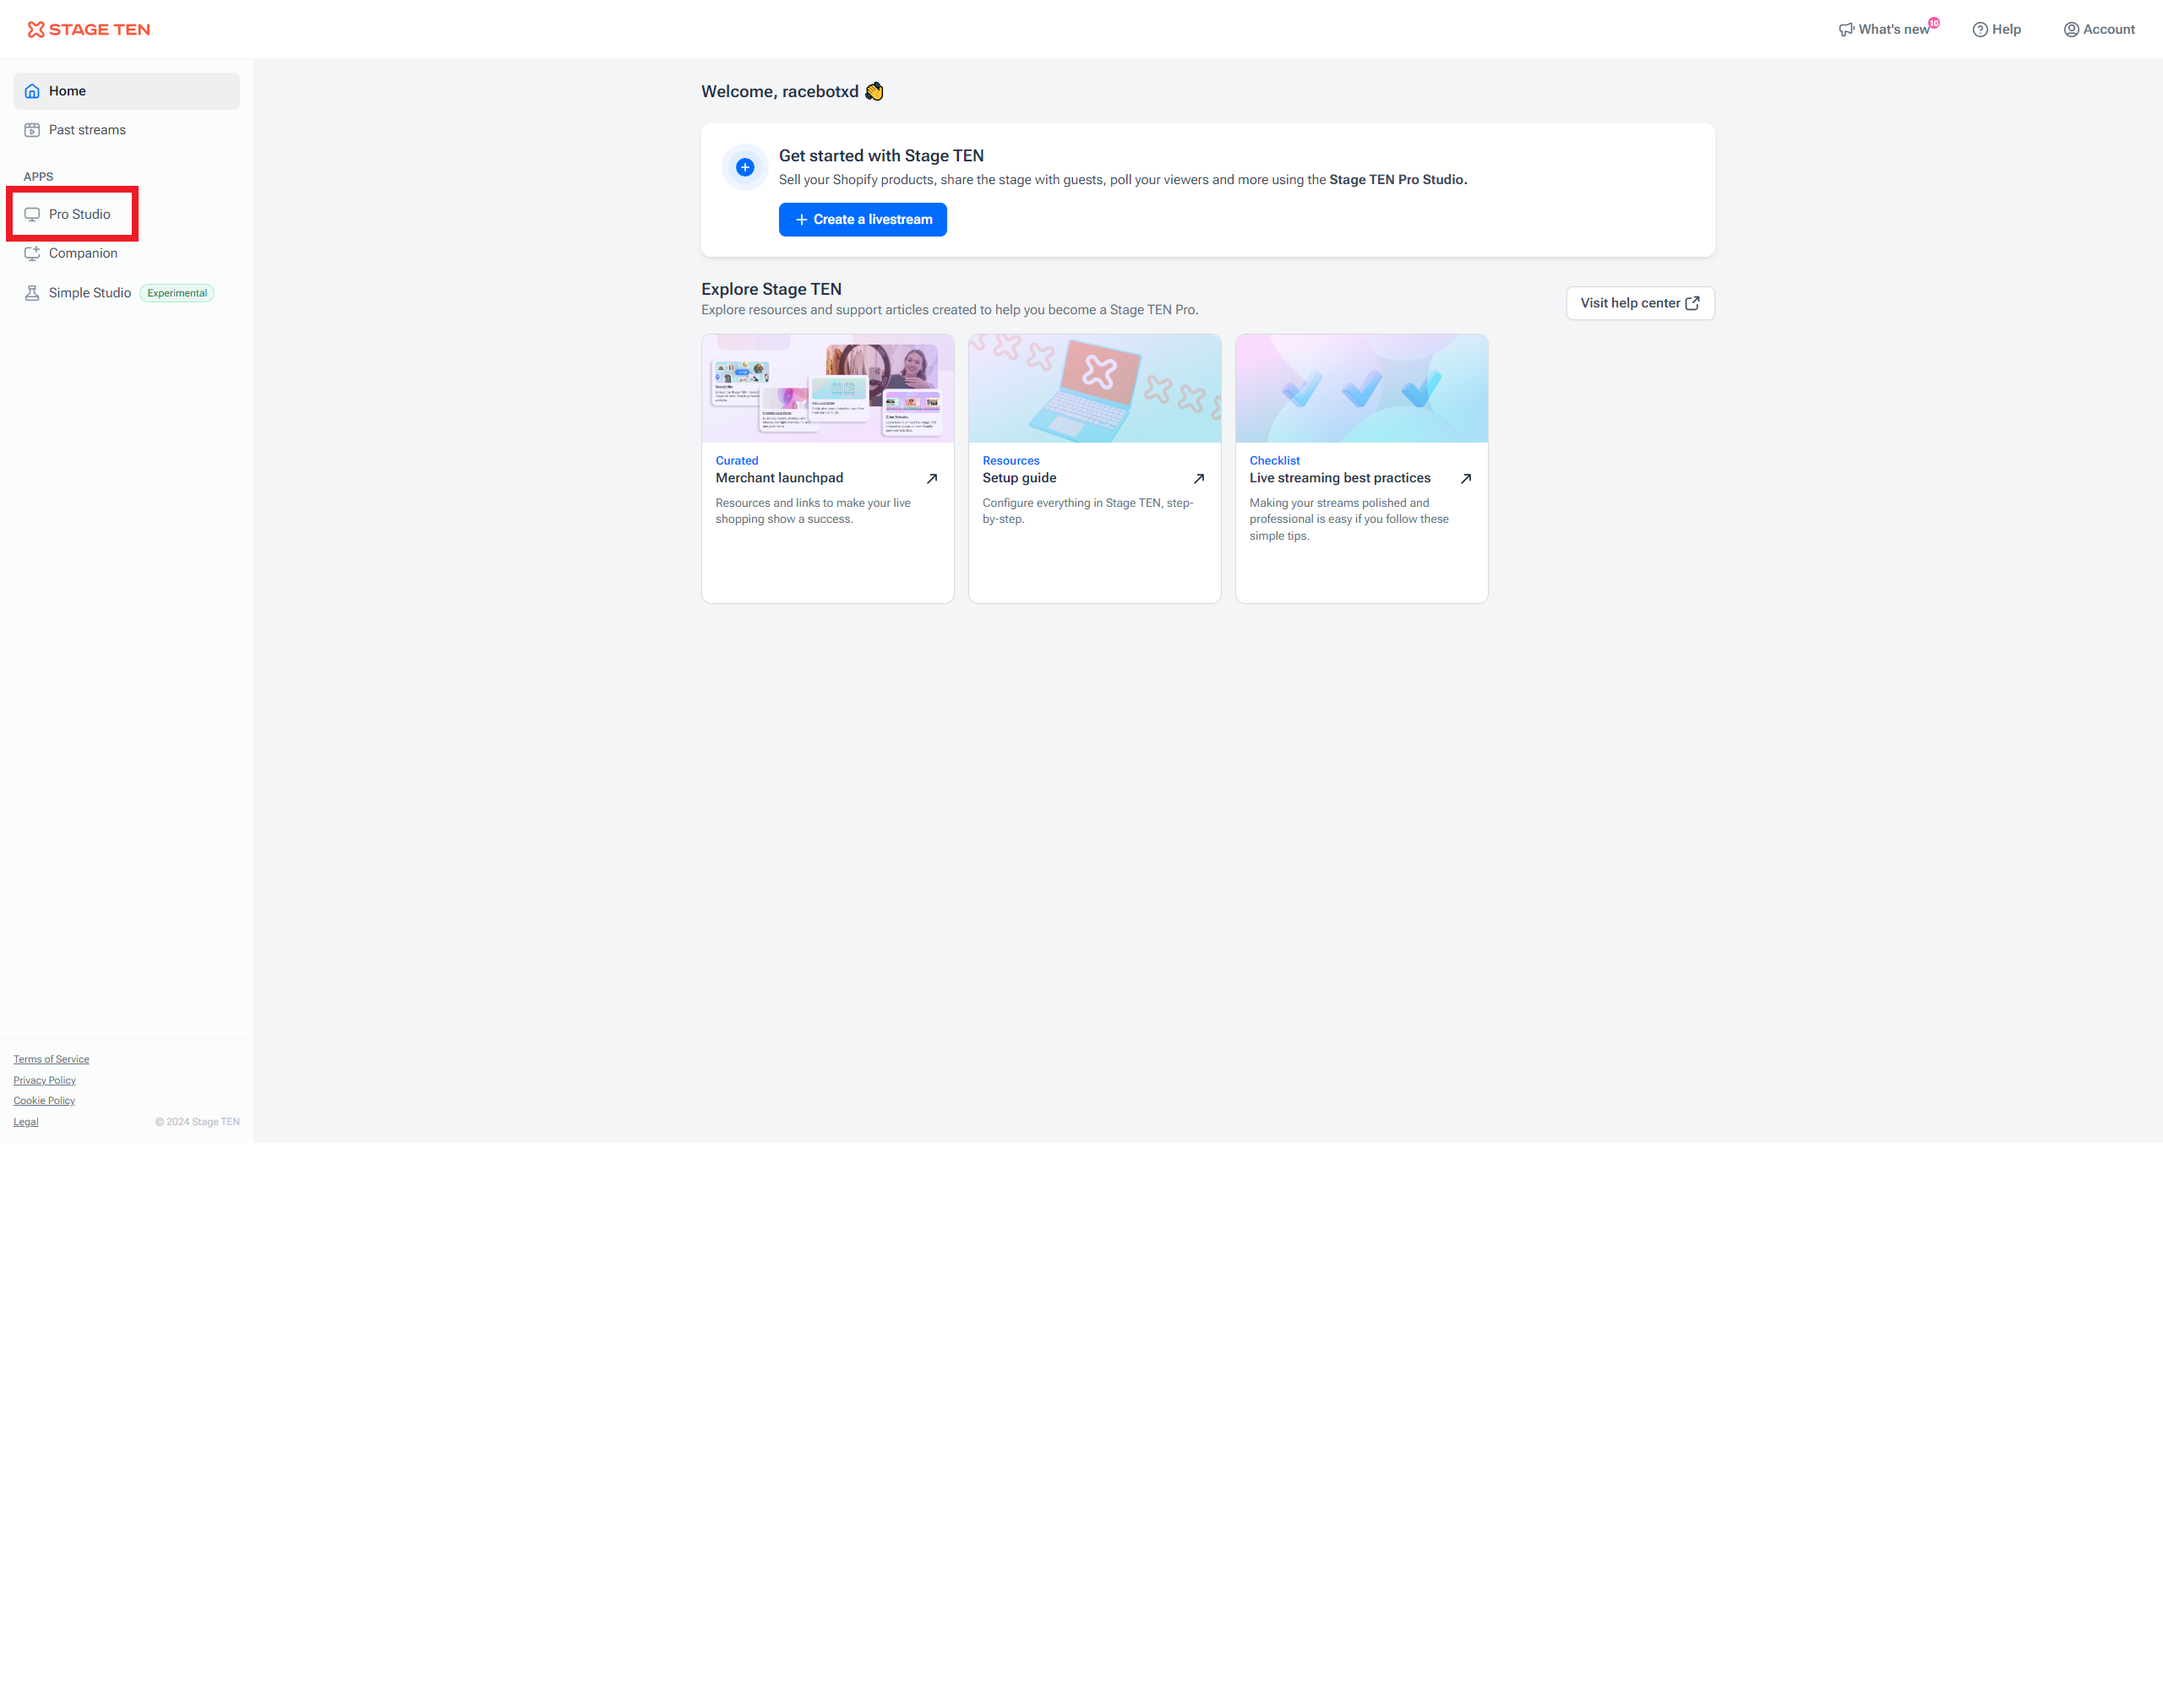 STAGE TEN
What's new
10
Help
Account
Home
Past streams
APPS
Pro Studio
Companion
Simple Studio
Experimental
Terms of Service
Privacy Policy
Cookie Policy
Legal
© 2024 Stage TEN
Welcome, racebotxd
Get started with Stage TEN
Sell your Shopify products, share the stage with guests, poll your viewers and more using the Stage TEN Pro Studio.
Create a livestream
Explore Stage TEN
Explore resources and support articles created to help you become a Stage TEN Pro.
Visit help center
Curated
Merchant launchpad
Resources and links to make your live
shopping show a success.
Resources
Setup guide
Configure everything in Stage TEN, step-
by-step.
Checklist
Live streaming best practices
Making your streams polished and
professional is easy if you follow these
simple tips.